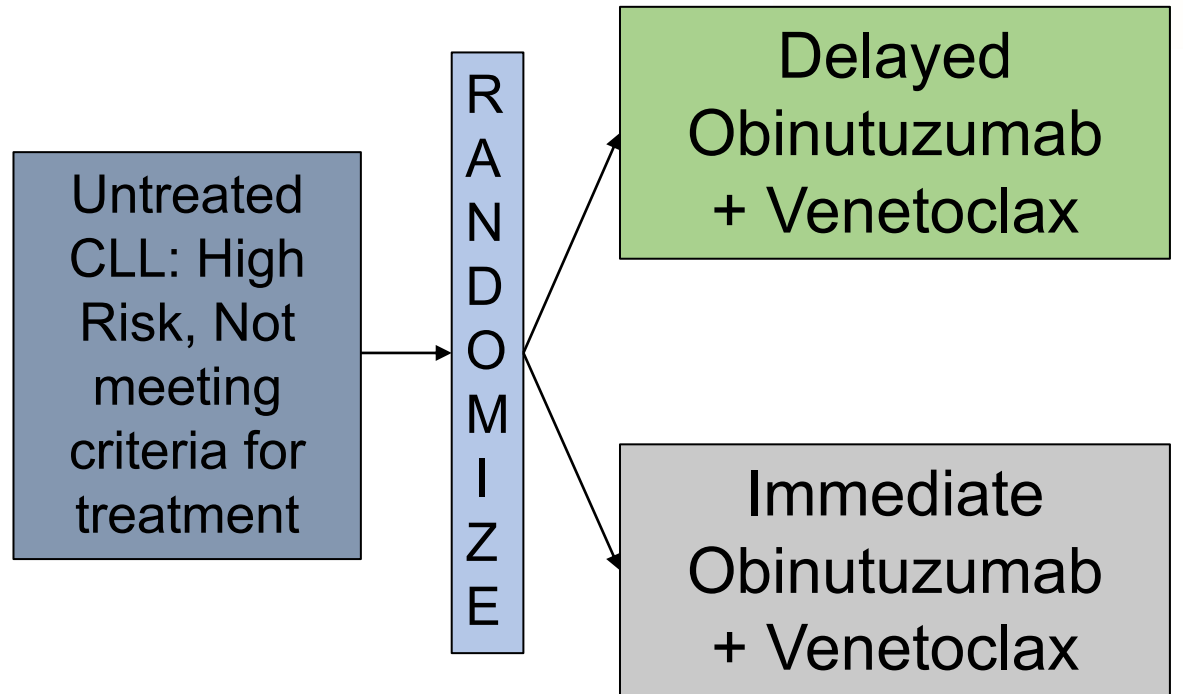 Untreated
CLL: High
Risk, Not
meeting
criteria for
treatment
R
A
N
D
O
M
I
Z
E
Delayed
Obinutuzumab
+ Venetoclax
Immediate
Obinutuzumab
+ Venetoclax